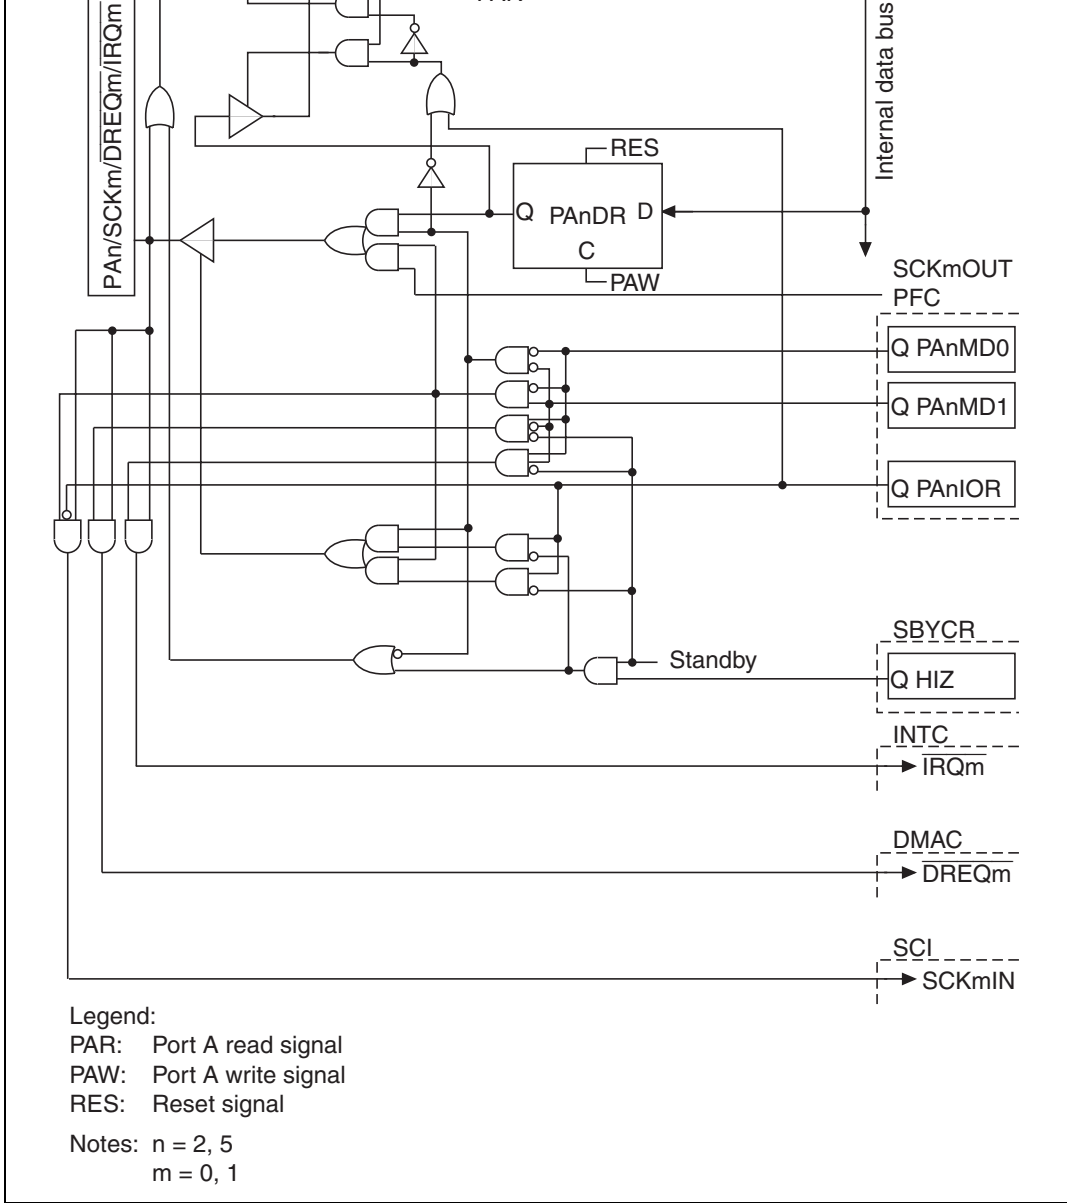 PAn/SCKm/DREQm/IRQm
Internal data bus
RES
Q PAnDR D
C
PAW
SCKmOUT
PFC
Q PAnMD0
Q PAnMD1
Q PAnIOR
SBYCR
Standby
Q HIZ
INTC
IRQm
DMAC
DREQm
SCI
SCKmIN
Legend:
PAR: Port A read signal
PAW: Port A write signal
RES: Reset signal
Notes: n = 2, 5
m = 0, 1